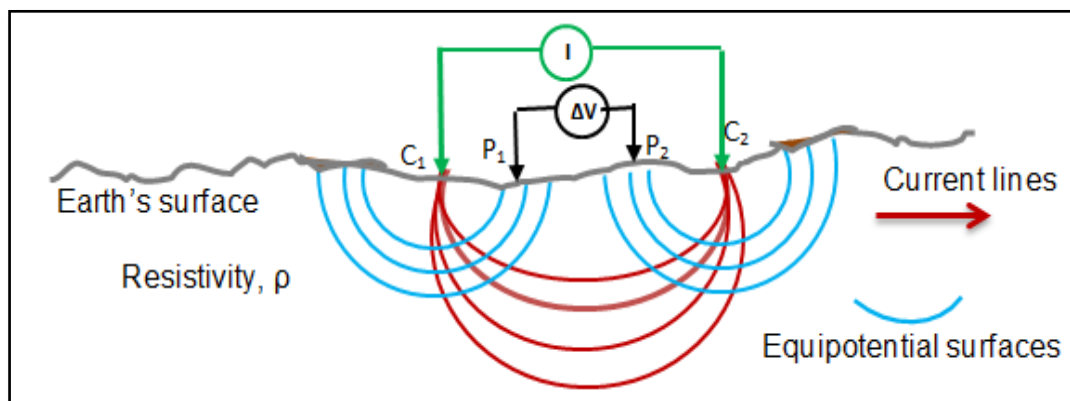 I
ΔV
C1
P1
P2
C2
Earth's surface
Current lines
Resistivity, ρ
Equipotential surfaces